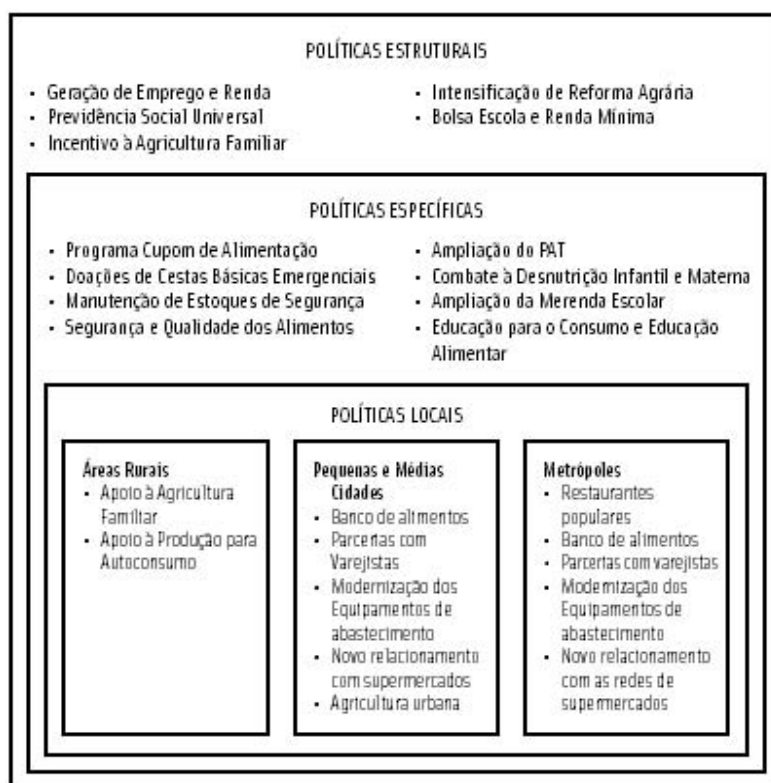 POLÍTICAS ESTRUTURAIS
• Geração de Emprego e Renda
• Previdência Social Universal
• Incentivo à Agricultura Familiar
• Intensificação de Reforma Agrária
• Bolsa Escola e Renda Mínima
POLÍTICAS ESPECÍFICAS
• Programa Cupom de Alimentação
• Doações de Cestas Básicas Emergenciais
• Manutenção de Estoques de Segurança
• Segurança e Qualidade dos Alimentos
• Ampliação do PAT
• Combate à Desnutrição Infantil e Materna
• Ampliação da Merenda Escolar
• Educação para o Consumo e Educação
Alimentar
POLÍTICAS LOCAIS
Áreas Rurais
• Apoio à Agricultura
Familiar
• Apoio à Produção para
Autoconsumo
Pequenas e Médias
Cidades
• Banco de alimentos
• Parcerias com
Varejistas
• Modernização dos
Equipamentos de
abastecimento
• Novo relacionamento
com supermercados
• Agricultura urbana
Metrópoles
• Restaurantes
populares
• Banco de alimentos
• Parcerias com varejistas
• Modernização dos
Equipamentos de
abastecimento
• Novo relacionamento
com as redes de
supermercados